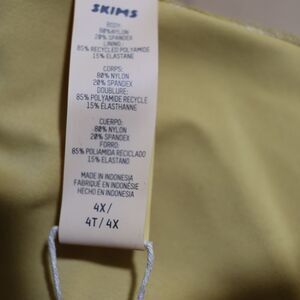 SKIMS
BODY:
80% NYLON
20% SPANDEX
LINING:
85% RECYCLED POLYAMIDE
15% ELASTANE
CORPS:
80% NYLON
20% SPANDEX
DOUBLURE:
85% POLYAMIDE RECYCLE
15% ELASTHANNE
CUERPO:
80% NYLON
20% SPANDEX
FORRO:
85% POLIAMIDA RECICLADO
15% ELASTANO
MADE IN INDONESIA
FABRIQUÉ EN INDONÉSIE
HECHO EN INDONESIA
4X/
4T / 4X